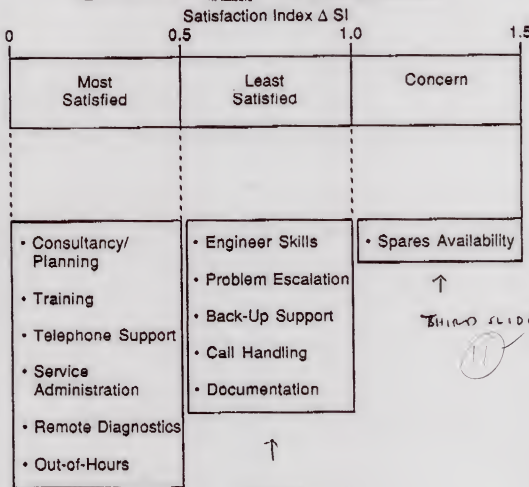 Satisfaction Index Δ SI
0 0.5 1.0 1.5
Most
Satisfied
Least
Satisfied
Concern
• Consultancy/
Planning
• Training
• Telephone Support
• Service
Administration
• Remote Diagnostics
• Out-of-Hours
• Engineer Skills
• Problem Escalation
• Back-Up Support
• Call Handling
• Documentation
• Spares Availability
THIRD SLIDE
11